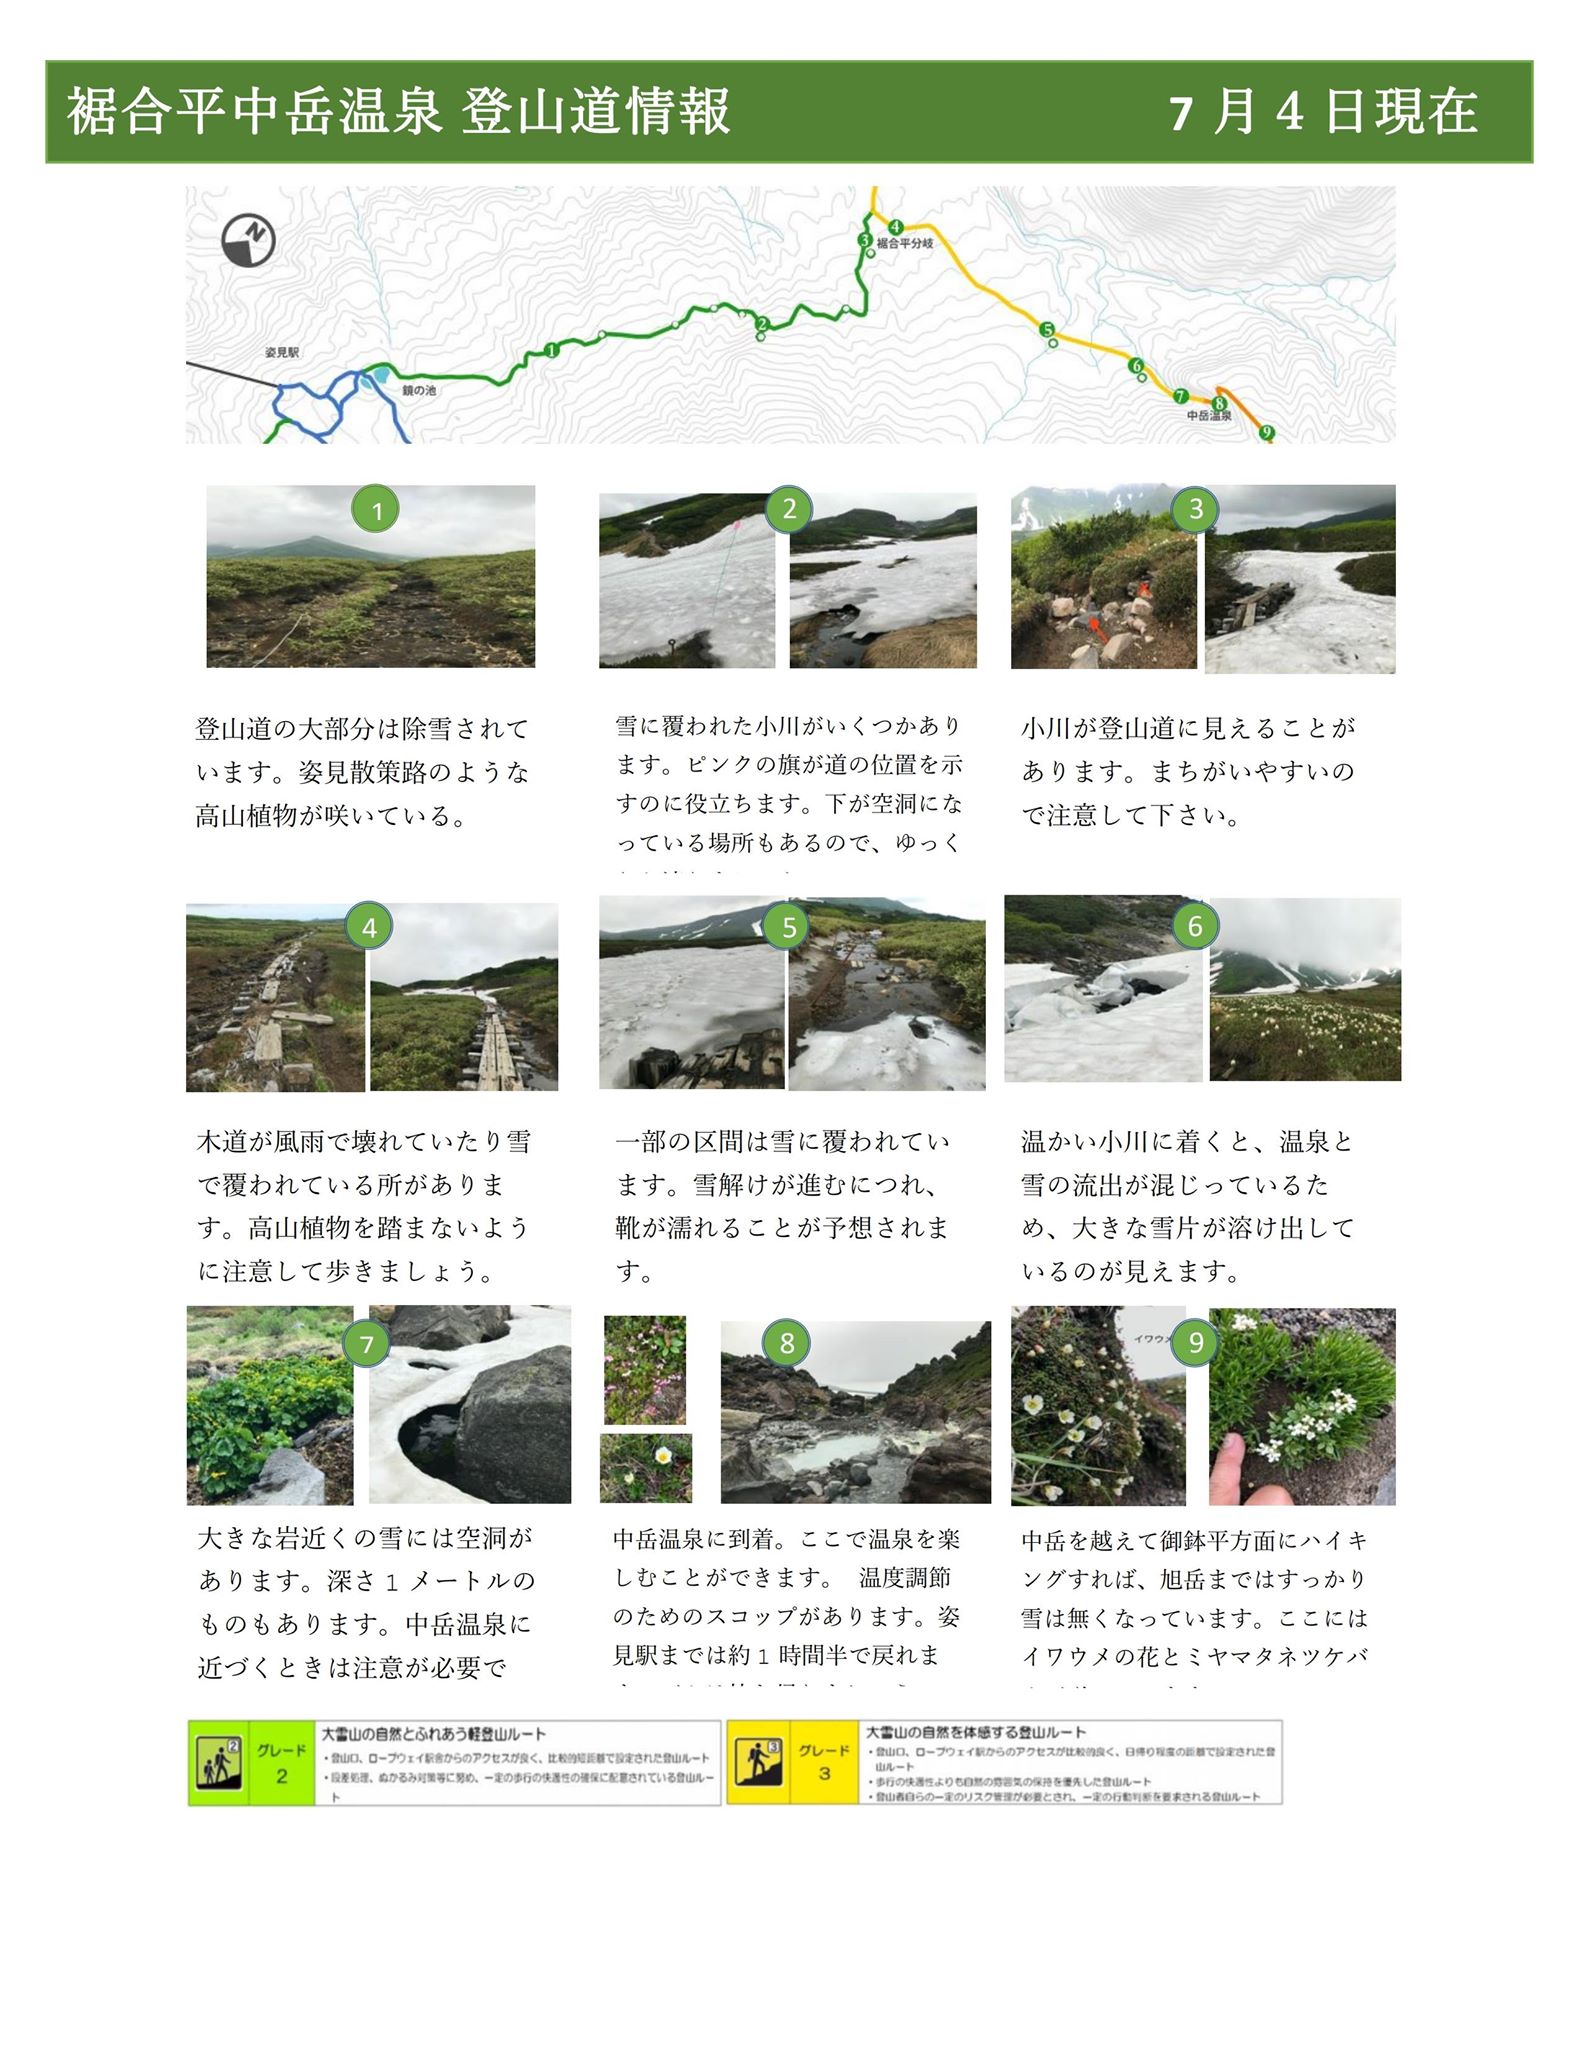 裾合平中岳温泉 登山道情報 7 月 4 日現在
N
4
3
裾合平分岐
2
5
姿見駅
1
6
鏡の池
7
8
中岳温泉
9
1
2
3
登山道の大部分は除雪されて
います。姿見散策路のような
高山植物が咲いている。
雪に覆われた小川がいくつかあり
ます。ピンクの旗が道の位置を示
すのに役立ちます。下が空洞にな
っている場所もあるので、ゆっく
小川が登山道に見えることが
あります。まちがいやすいの
で注意して下さい。
4
5
6
木道が風雨で壊れていたり雪
で覆われている所がありま
す。高山植物を踏まないよう
に注意して歩きましょう。
一部の区間は雪に覆われてい
ます。雪解けが進むにつれ、
靴が濡れることが予想されま
す。
温かい小川に着くと、温泉と
雪の流出が混じっているた
め、大きな雪片が溶け出して
いるのが見えます。
7
8
イワウメ
9
大きな岩近くの雪には空洞が
あります。深さ 1 メートルの
ものもあります。中岳温泉に
近づくときは注意が必要で
中岳温泉に到着。ここで温泉を楽
しむことができます。 温度調節
のためのスコップがあります。姿
見駅までは約 1 時間半で戻れま
中岳を越えて御鉢平方面にハイキ
ングすれば、旭岳まではすっかり
雪は無くなっています。ここには
イワウメの花とミヤマタネツケバ
2
グレード
2
大雪山の自然とふれあう軽登山ルート
・登山口、ロープウェイ駅舎からのアクセスが良く、比較的短距離で設定された登山ルート
・段差処理、ぬかるみ対策等に努め、一定の歩行の快適性の確保に配慮されている登山ルー
ト
3
グレード
3
大雪山の自然を体感する登山ルート
・登山口、ロープウェイ駅からのアクセスが比較的良く、日帰り程度の距離で設定された登
山ルート
・歩行の快適性よりも自然の雰囲気の保持を優先した登山ルート
・登山者自らの一定のリスク管理が必要とされ、一定の行動判断を要求される登山ルート